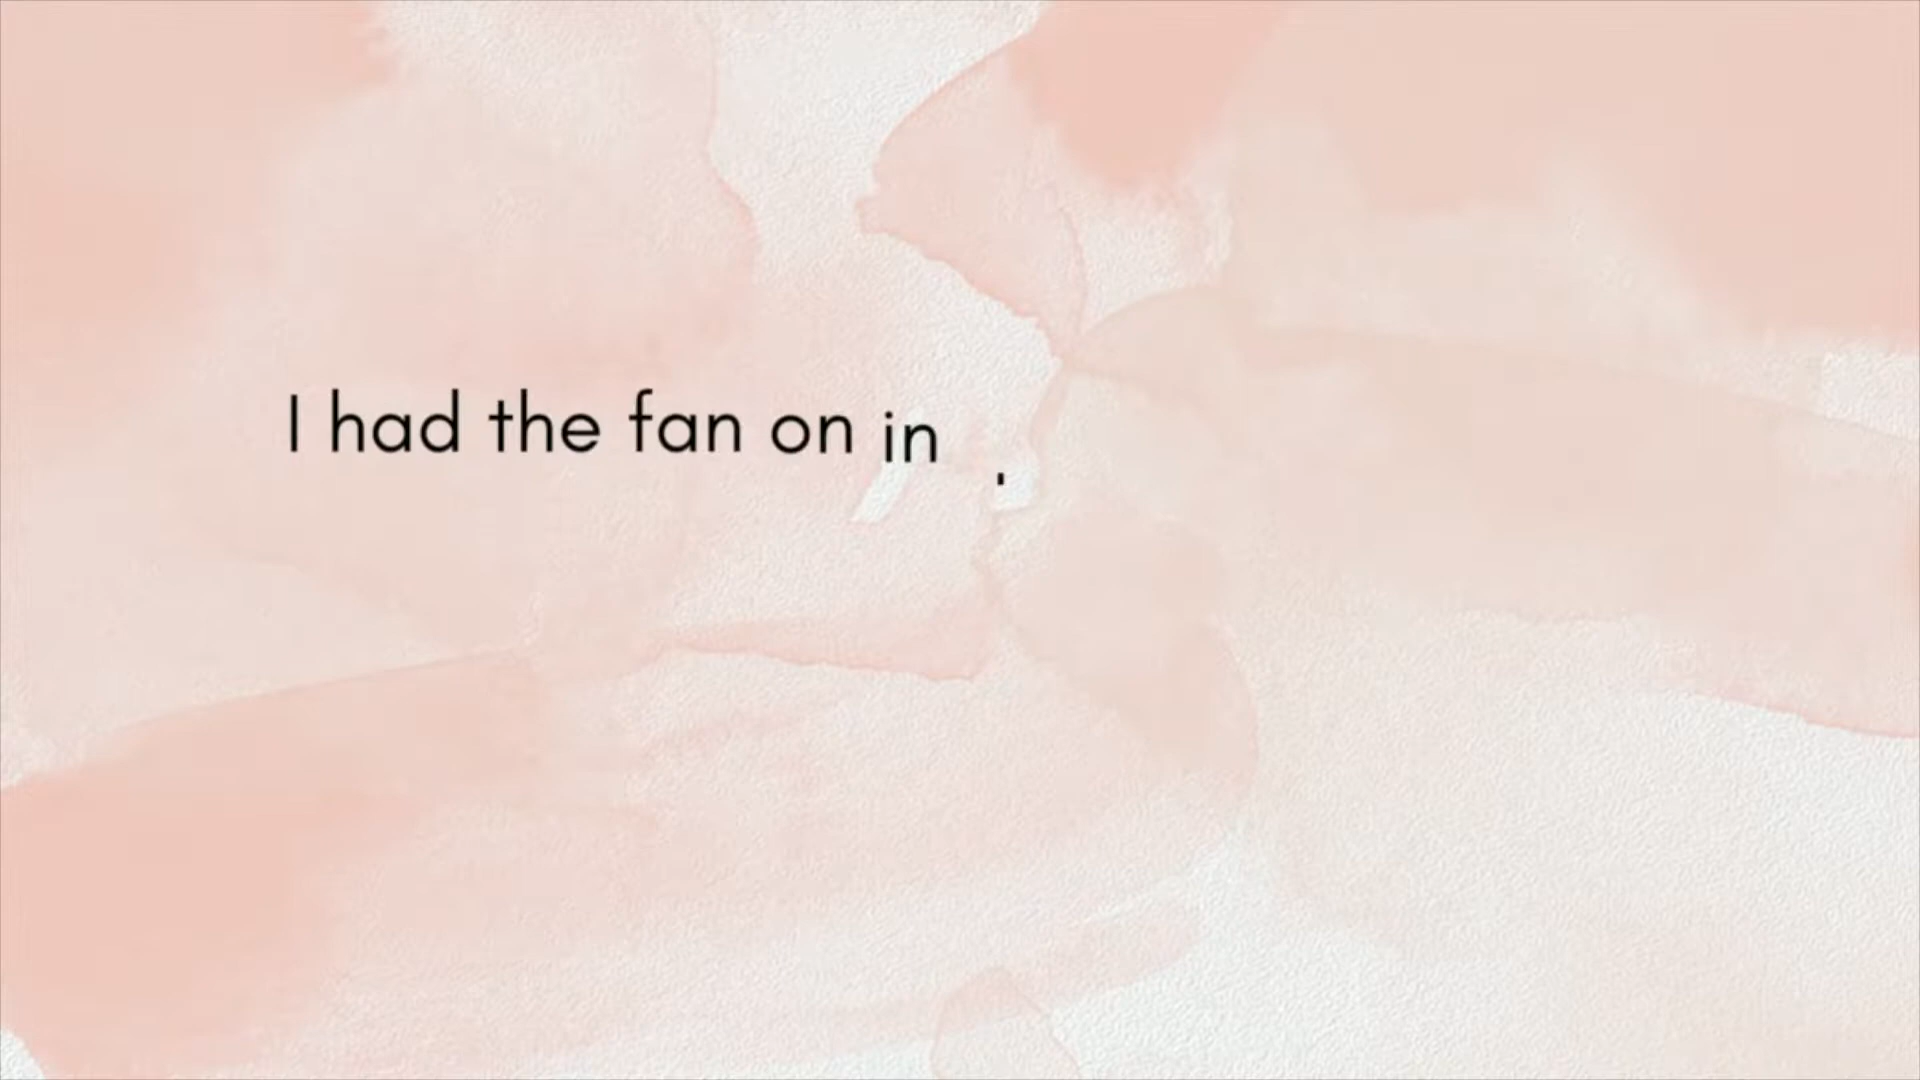 I had the fan on in